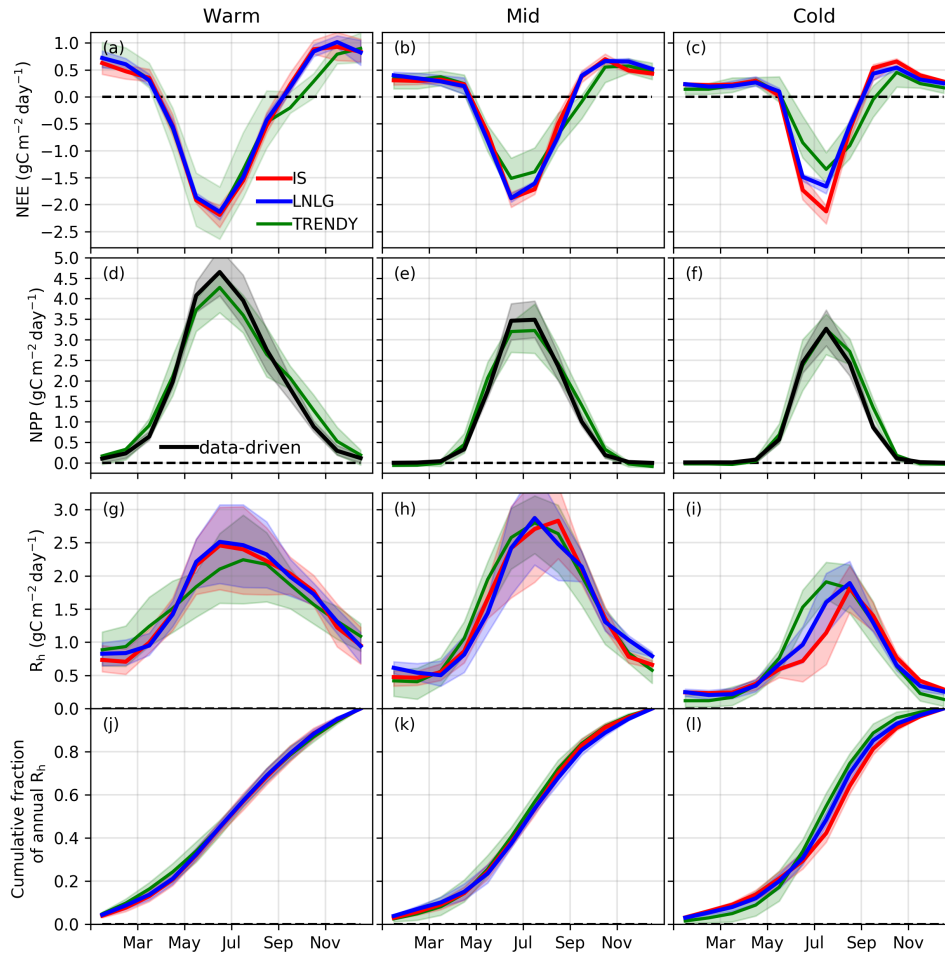 Warm Mid Cold
NEE (gC m⁻² day⁻¹)
1.0
0.5
0.0
−0.5
−1.0
−1.5
−2.0
−2.5
(a)
IS
LNLG
TRENDY
(b)
(c)
NPP (gC m⁻² day⁻¹)
5.0
4.5
4.0
3.5
3.0
2.5
2.0
1.5
1.0
0.5
0.0
(d)
data-driven
(e)
(f)
Rₕ (gC m⁻² day⁻¹)
3.0
2.5
2.0
1.5
1.0
0.5
0.0
(g)
(h)
(i)
Cumulative fraction
of annual Rₕ
0.8
0.6
0.4
0.2
0.0
(j)
(k)
(l)
Mar May Jul Sep Nov
Mar May Jul Sep Nov
Mar May Jul Sep Nov